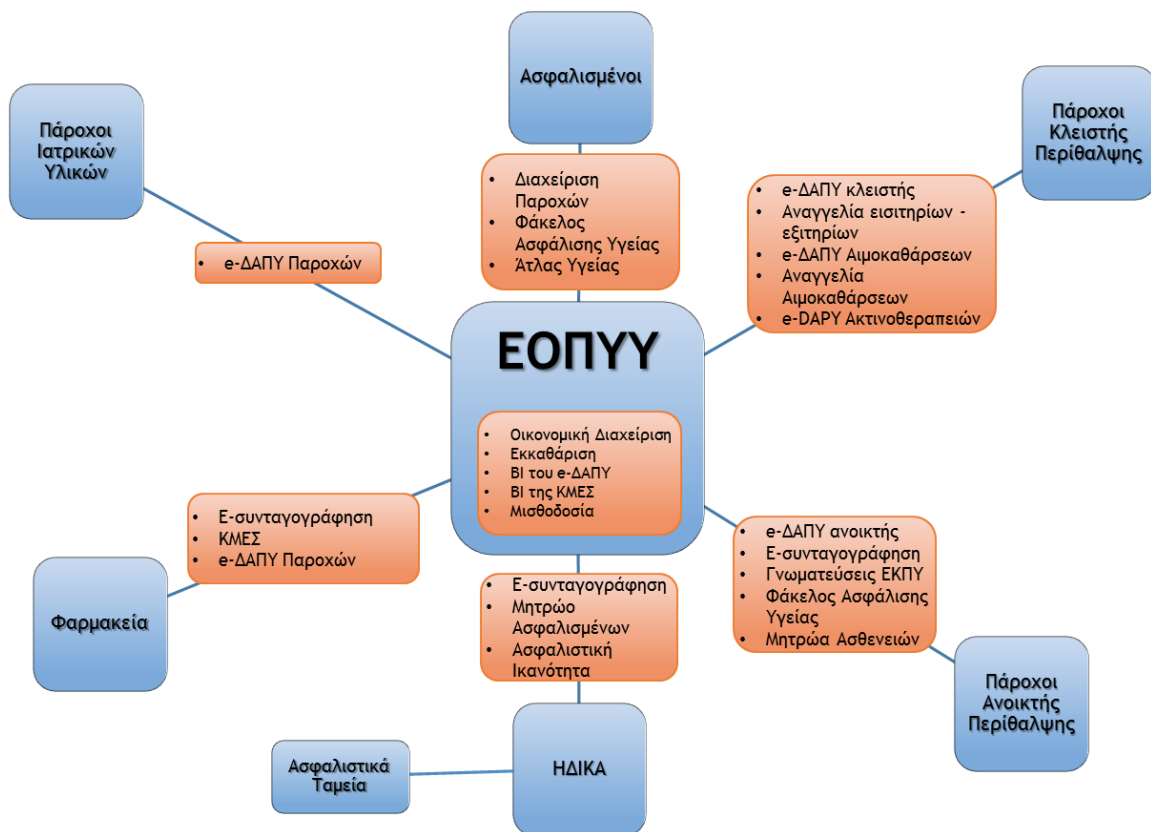 Ασφαλισμένοι
Πάροχοι
Ιατρικών
Υλικών
Πάροχοι
Κλειστής
Περίθαλψης
• Διαχείριση
Παροχών
• Φάκελος
Ασφάλισης Υγείας
• Άτλας Υγείας
• e-ΔΑΠΥ κλειστής
• Αναγγελία εισιτηρίων -
εξιτηρίων
• e-ΔΑΠΥ Αιμοκαθάρσεων
• Αναγγελία
Αιμοκαθάρσεων
• e-DAPY Ακτινοθεραπειών
• e-ΔΑΠΥ Παροχών
ΕΟΠΥΥ
• Οικονομική Διαχείριση
• Εκκαθάριση
• BI του e-ΔΑΠΥ
• BI της ΚΜΕΣ
• Μισθοδοσία
• Ε-συνταγογράφηση
• ΚΜΕΣ
• e-ΔΑΠΥ Παροχών
• e-ΔΑΠΥ ανοικτής
• Ε-συνταγογράφηση
• Γνωματεύσεις ΕΚΠΥ
• Φάκελος Ασφάλισης
Υγείας
• Μητρώα Ασθενειών
• Ε-συνταγογράφηση
• Μητρώο
Ασφαλισμένων
• Ασφαλιστική
Ικανότητα
Φαρμακεία
Πάροχοι
Ανοικτής
Περίθαλψης
Ασφαλιστικά
Ταμεία
ΗΔΙΚΑ